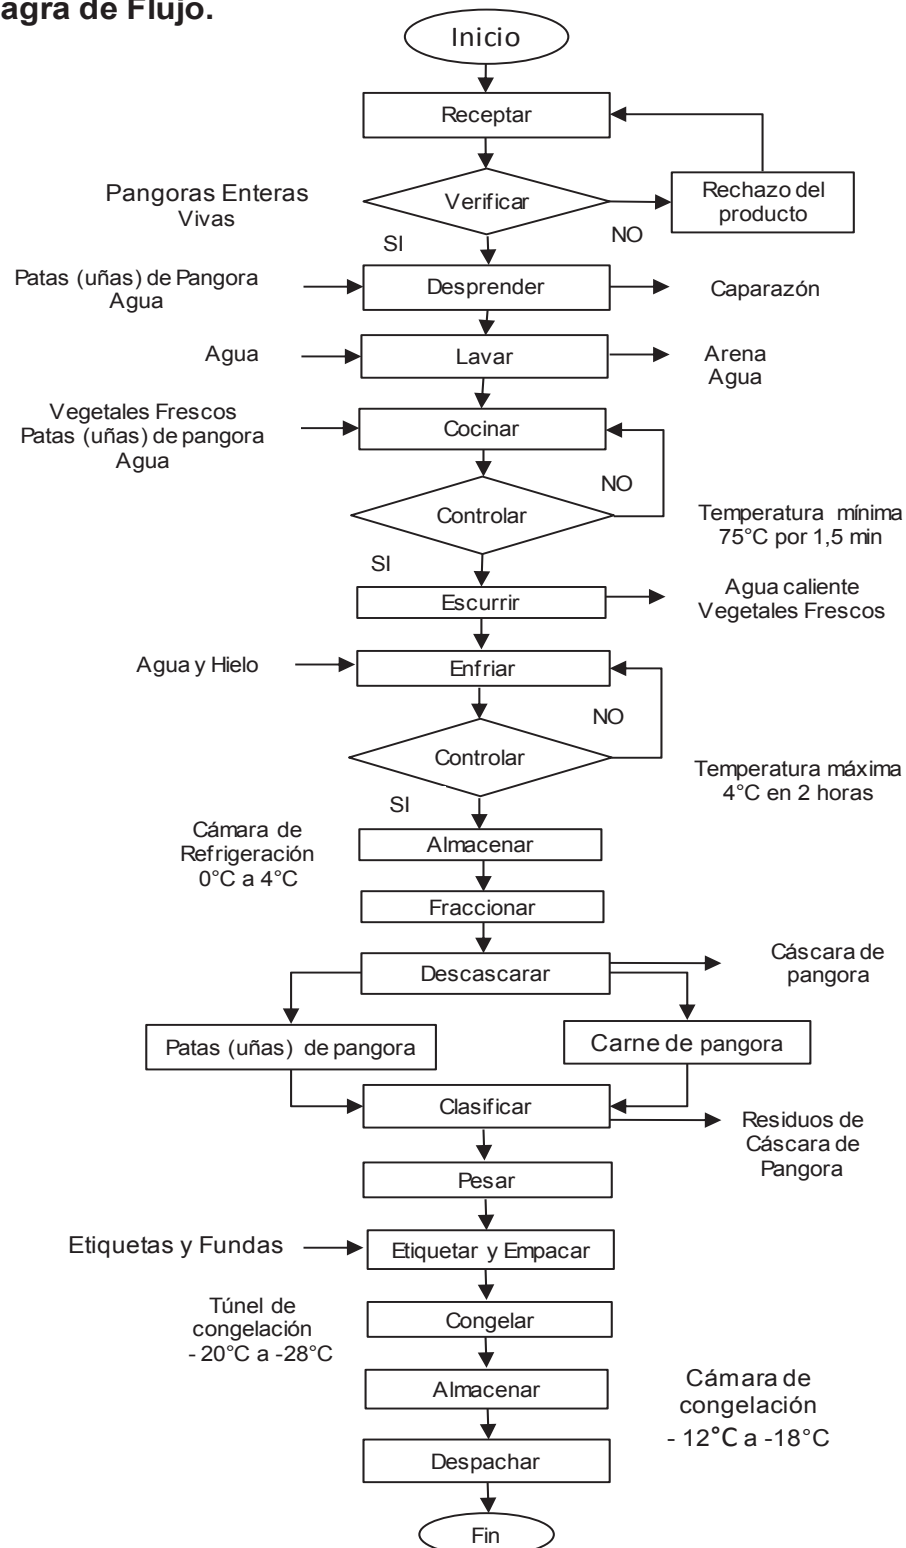 agra de Flujo.
Inicio
Receptar
Pangoras Enteras
Vivas
Verificar
Rechazo del
producto
SI
NO
Patas (uñas) de Pangora
Agua
Desprender
Caparazón
Agua
Lavar
Arena
Agua
Vegetales Frescos
Patas (uñas) de pangora
Agua
Cocinar
NO
Controlar
Temperatura mínima
75°C por 1,5 min
SI
Escurrir
Agua caliente
Vegetales Frescos
Agua y Hielo
Enfriar
NO
Controlar
Temperatura máxima
4°C en 2 horas
SI
Cámara de
Refrigeración
0°C a 4°C
Almacenar
Fraccionar
Descascarar
Cáscara de
pangora
Patas (uñas) de pangora
Carne de pangora
Clasificar
Residuos de
Cáscara de
Pangora
Pesar
Etiquetas y Fundas
Etiquetar y Empacar
Túnel de
congelación
- 20°C a -28°C
Congelar
Almacenar
Cámara de
congelación
- 12°C a -18°C
Despachar
Fin